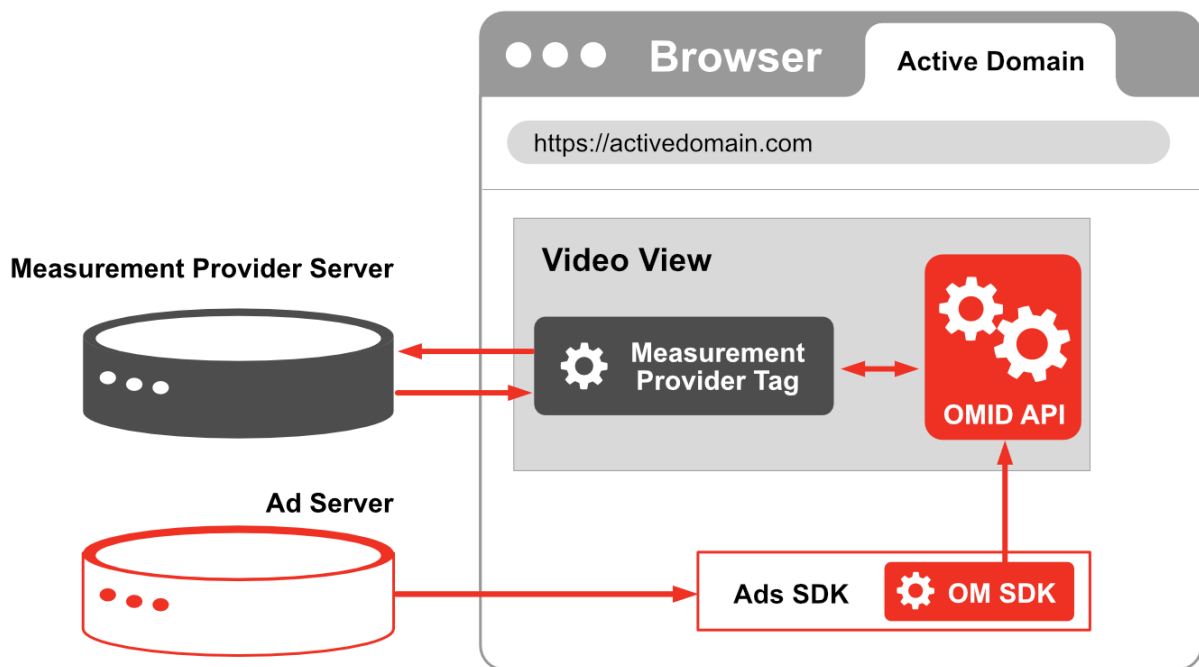 Browser
Active Domain
https://activedomain.com
Video View
Measurement Provider Server
Measurement
Provider Tag
OMID API
Ad Server
Ads SDK
OM SDK